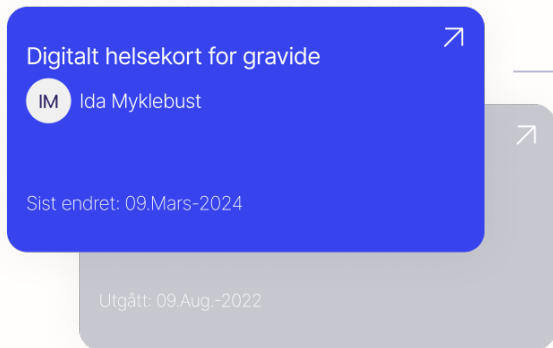 Digitalt helsekort for gravide
IM Ida Myklebust
Sist endret: 09.Mars-2024
Utgått: 09.Aug.-2022